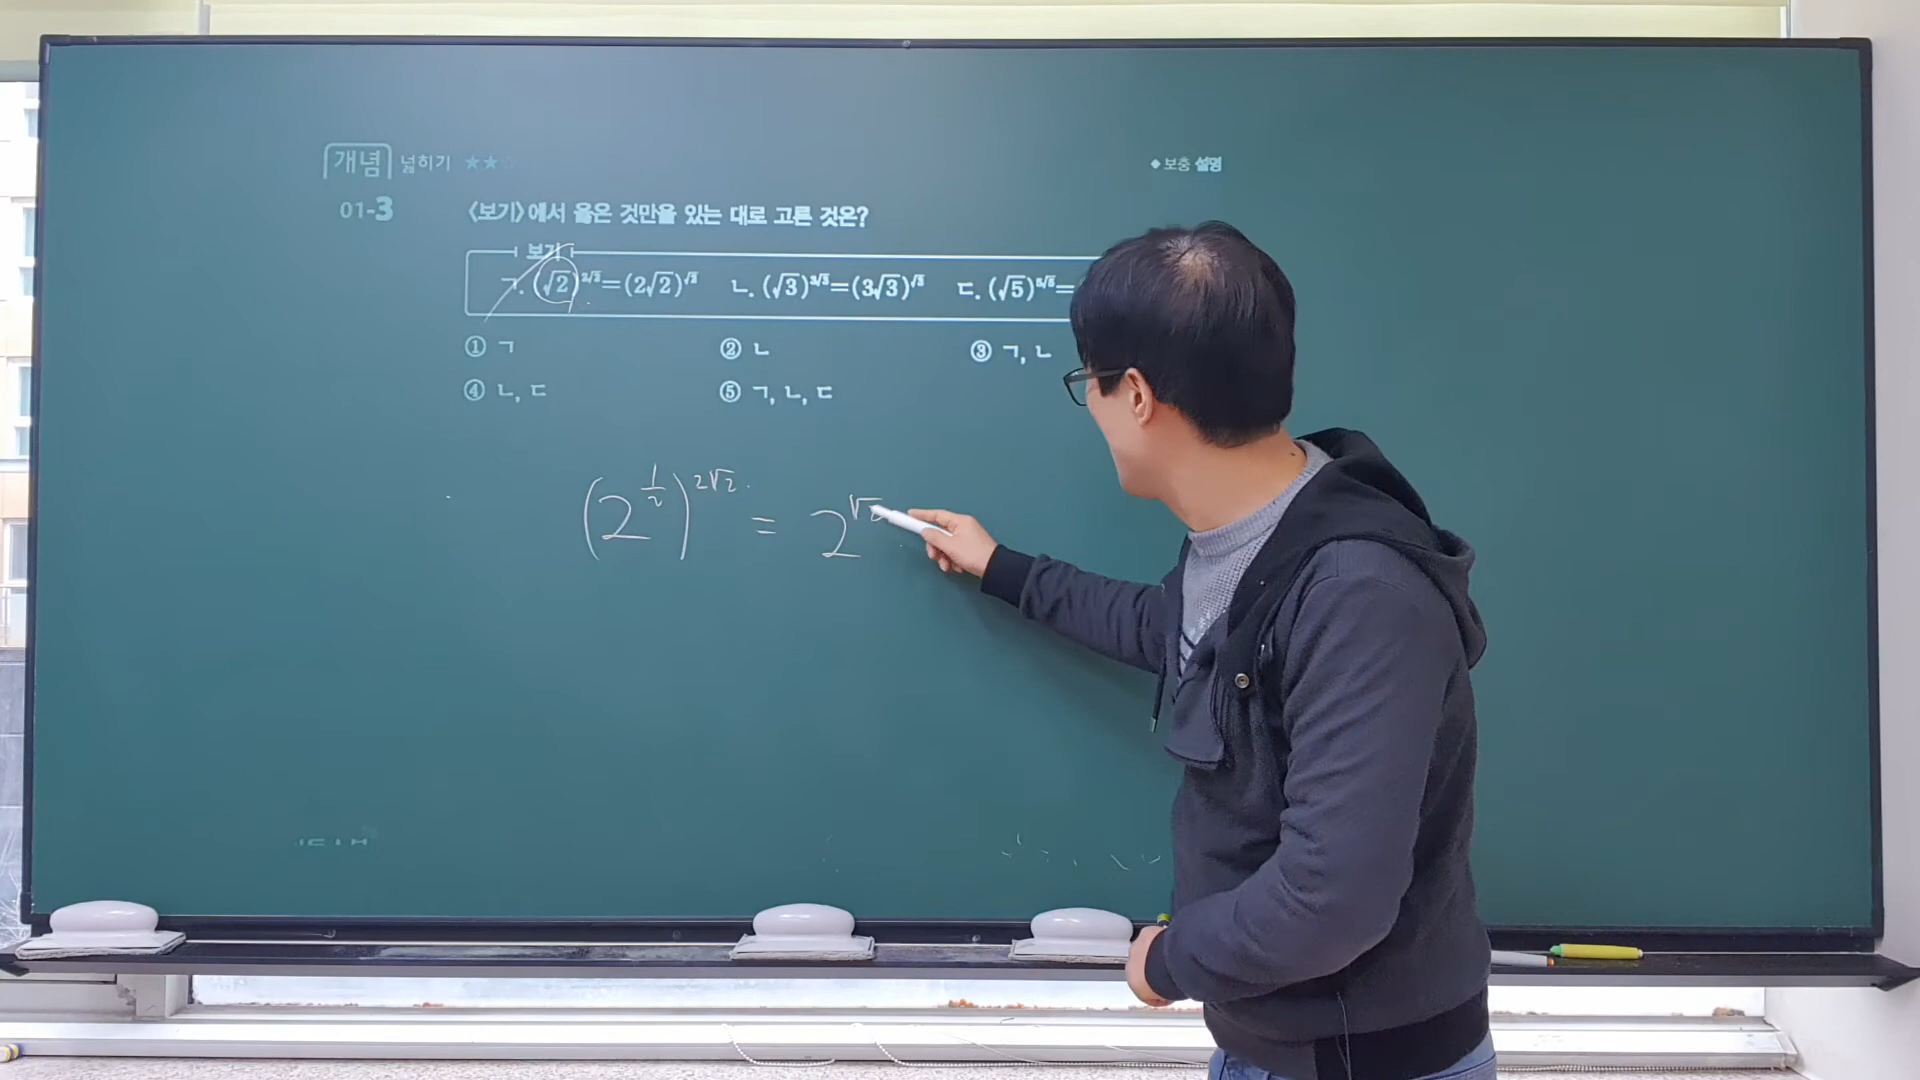 개념 넓히기 ★★☆
◆ 보충 설명
01-3 <보기>에서 옳은 것만을 있는 대로 고른 것은?
보기
ㄱ. (√2)^{2√2}=(2√2)^{√2} ㄴ. (√3)^{3√3}=(3√3)^{√3} ㄷ. (√5)^{5√5}=
① ㄱ ② ㄴ ③ ㄱ, ㄴ
④ ㄴ, ㄷ ⑤ ㄱ, ㄴ, ㄷ
(2^{1/2})^{2√2} = 2^{√2}